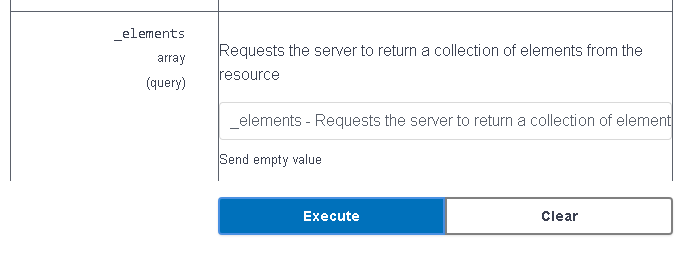 _elements
array
(query)
Requests the server to return a collection of elements from the
resource
_elements - Requests the server to return a collection of element
Send empty value
Execute
Clear